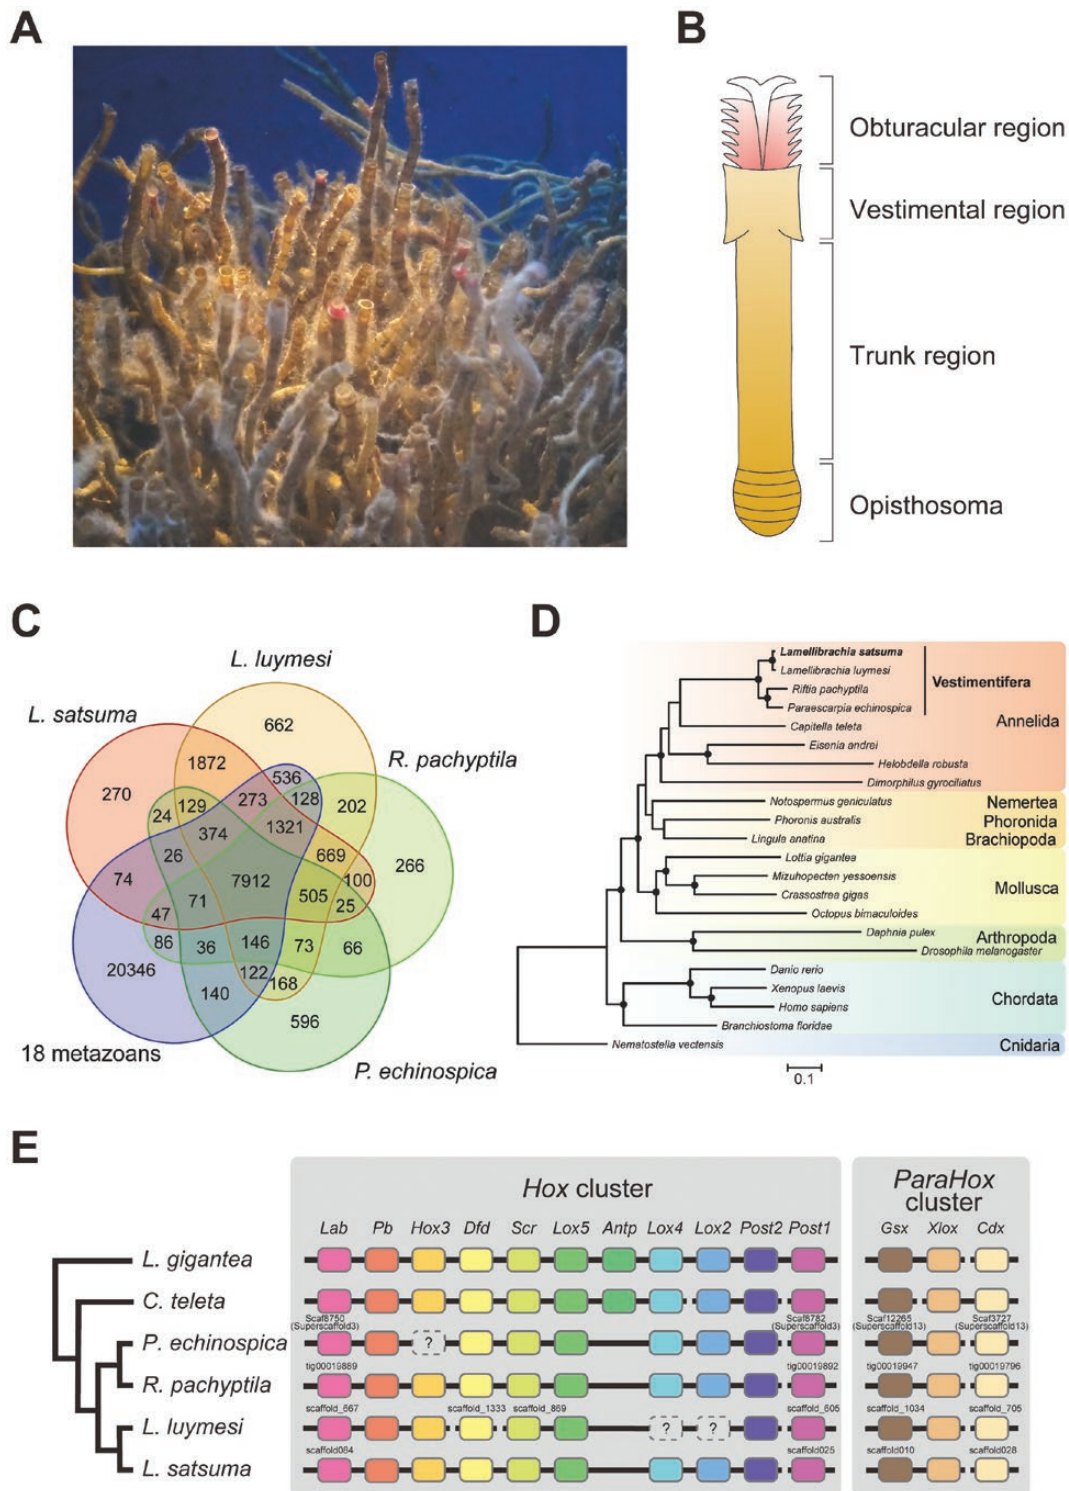 A
B
Obturacular region
Vestimental region
Trunk region
Opisthosoma
C
L. luymesi
L. satsuma
R. pachyptila
P. echinospica
18 metazoans
662
1872
536
270
202
24
129
273
128
374
1321
266
26
669
74
7912
100
71
505
25
47
86
36
146
73
66
20346
122
168
140
596
D
Lamellibrachia satsuma
Lamellibrachia luymesi
Riftia pachyptila
Paraescarpia echinospica
Vestimentifera
Annelida
Capitella teleta
Eisenia andrei
Helobdella robusta
Dimorphilus gyrociliatus
Notospermus geniculatus
Nemertea
Phoronis australis
Phoronida
Lingula anatina
Brachiopoda
Lottia gigantea
Mizuhopecten yessoensis
Mollusca
Crassostrea gigas
Octopus bimaculoides
Daphnia pulex
Arthropoda
Drosophila melanogaster
Danio rerio
Xenopus laevis
Chordata
Homo sapiens
Branchiostoma floridae
Nematostella vectensis
Cnidaria
0.1
E
Hox cluster
ParaHox
cluster
Lab Pb Hox3 Dfd Scr Lox5 Antp Lox4 Lox2 Post2 Post1 Gsx Xlox Cdx
L. gigantea
C. teleta
Scaf8750 Scaf8782 Scaf12265 Scaf3727
(Superscaffold3) (Superscaffold3) (Superscaffold13) (Superscaffold13)
P. echinospica ?
tig00019889 tig00019892 tig00019947 tig00019796
R. pachyptila
scaffold_667 scaffold_1333 scaffold_869 scaffold_605 scaffold_1034 scaffold_705
L. luymesi ? ?
scaffold084 scaffold025 scaffold010 scaffold028
L. satsuma